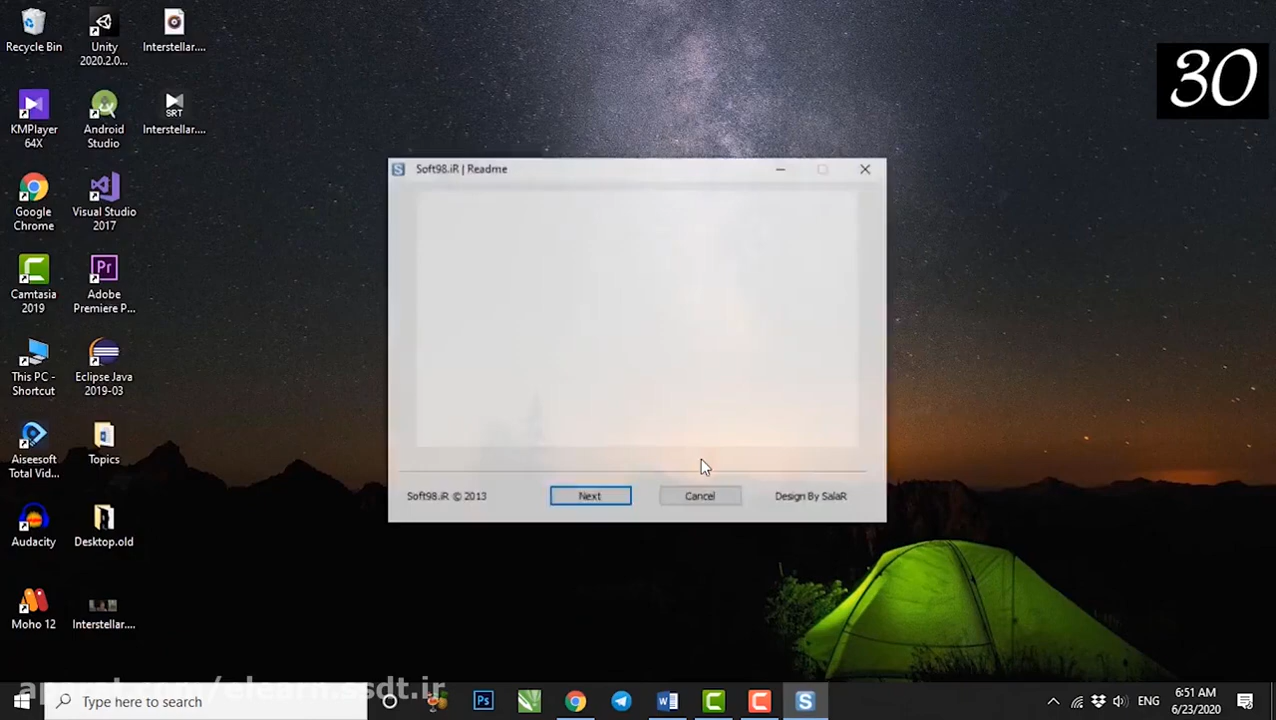 Recycle Bin
Unity
2020.2.0...
Interstellar....
30
KMPlayer
64X
Android
Studio
SRT
Interstellar....
Soft98.iR | Readme
Google
Chrome
Visual Studio
2017
Camtasia
2019
Adobe
Premiere P...
This PC -
Shortcut
Eclipse Java
2019-03
Aiseesoft
Total Vid...
Topics
Soft98.iR © 2013
Next
Cancel
Design By SalaR
Audacity
Desktop.old
Moho 12
Interstellar....
aparat.com/elearn.ssdt.ir
Type here to search
Ps
ENG
6:51 AM
6/23/2020